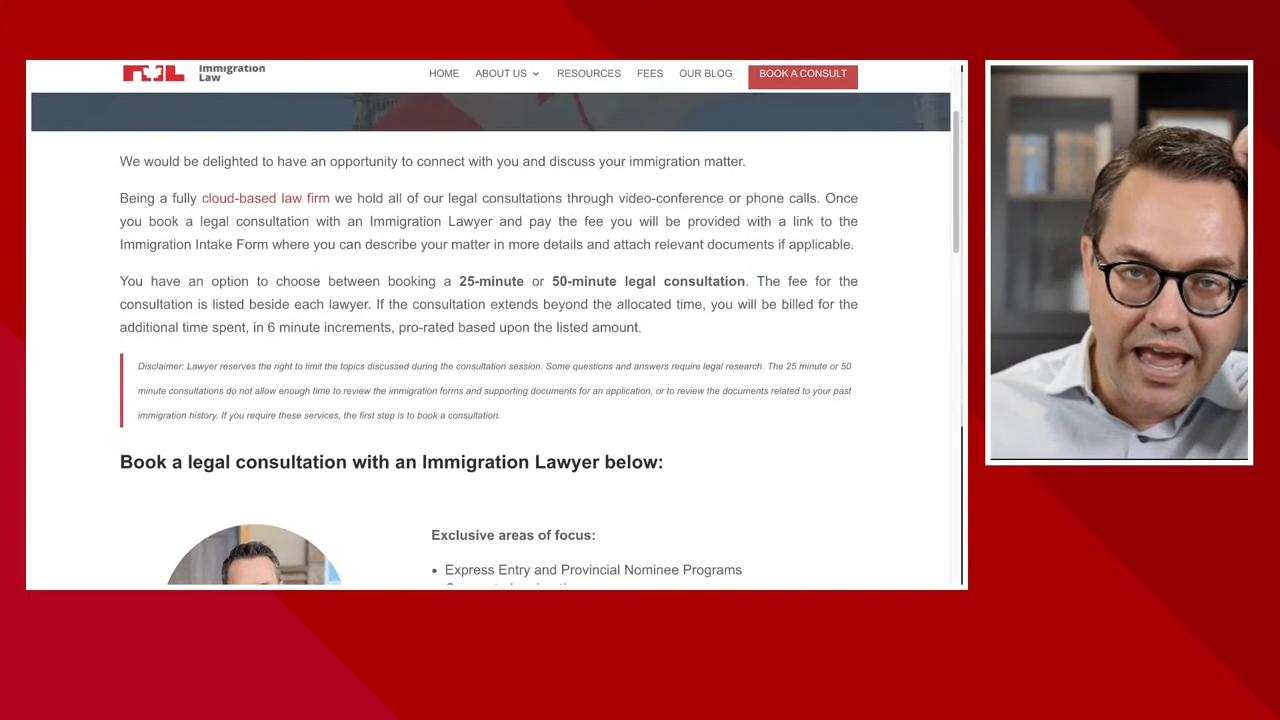 Immigration
Law
HOME ABOUT US RESOURCES FEES OUR BLOG BOOK A CONSULT
We would be delighted to have an opportunity to connect with you and discuss your immigration matter.
Being a fully cloud-based law firm we hold all of our legal consultations through video-conference or phone calls. Once
you book a legal consultation with an Immigration Lawyer and pay the fee you will be provided with a link to the
Immigration Intake Form where you can describe your matter in more details and attach relevant documents if applicable.
You have an option to choose between booking a 25-minute or 50-minute legal consultation. The fee for the
consultation is listed beside each lawyer. If the consultation extends beyond the allocated time, you will be billed for the
additional time spent, in 6 minute increments, pro-rated based upon the listed amount.
Disclaimer: Lawyer reserves the right to limit the topics discussed during the consultation session. Some questions and answers require legal research. The 25 minute or 50
minute consultations do not allow enough time to review the immigration forms and supporting documents for an application, or to review the documents related to your past
immigration history. If you require these services, the first step is to book a consultation.
Book a legal consultation with an Immigration Lawyer below:
Exclusive areas of focus:
• Express Entry and Provincial Nominee Programs